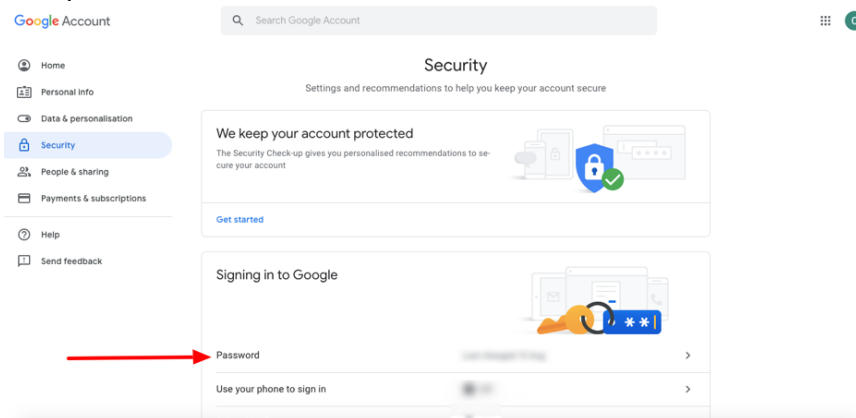 Google Account
Search Google Account
Home
Personal info
Data & personalisation
Security
People & sharing
Payments & subscriptions
Help
Send feedback
Security
Settings and recommendations to help you keep your account secure
We keep your account protected
The Security Check-up gives you personalised recommendations to se-
cure your account
Get started
Signing in to Google
**|
Password
Use your phone to sign in